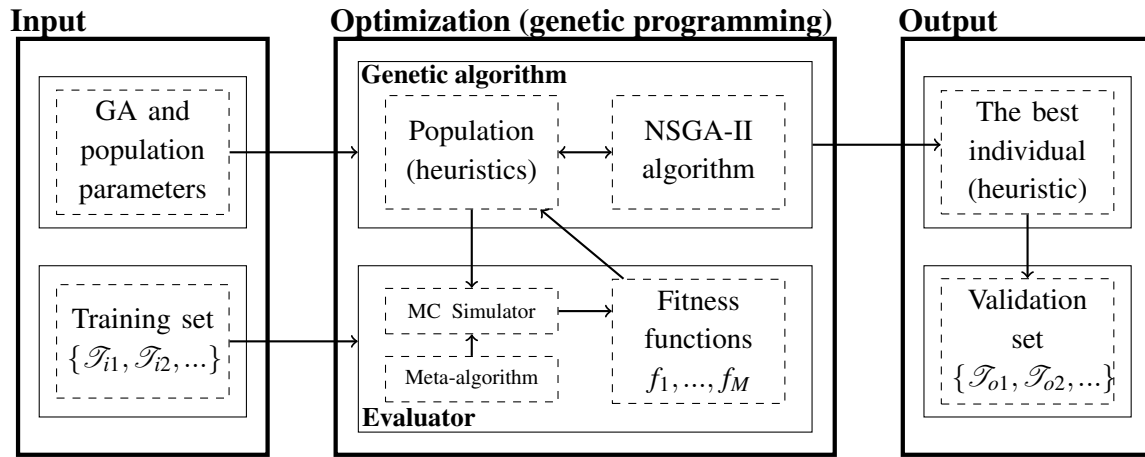 Input
GA and
population
parameters
Training set
{𝒯i1, 𝒯i2, ...}
Optimization (genetic programming)
Genetic algorithm
Population
(heuristics)
NSGA-II
algorithm
MC Simulator
Meta-algorithm
Fitness
functions
f1, ..., fM
Evaluator
Output
The best
individual
(heuristic)
Validation
set
{𝒯o1, 𝒯o2, ...}